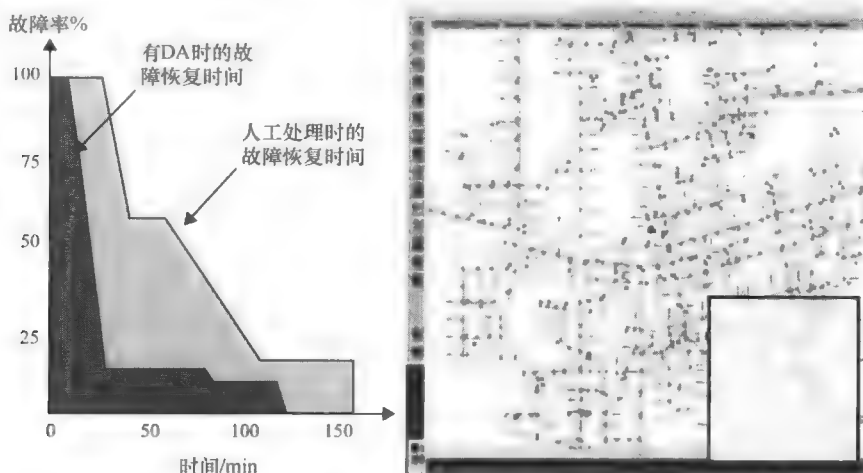 故障率%
有DA时的故
障恢复时间
100
人工处理时的
故障恢复时间
75
50
25
0
50
100
150
时间/min